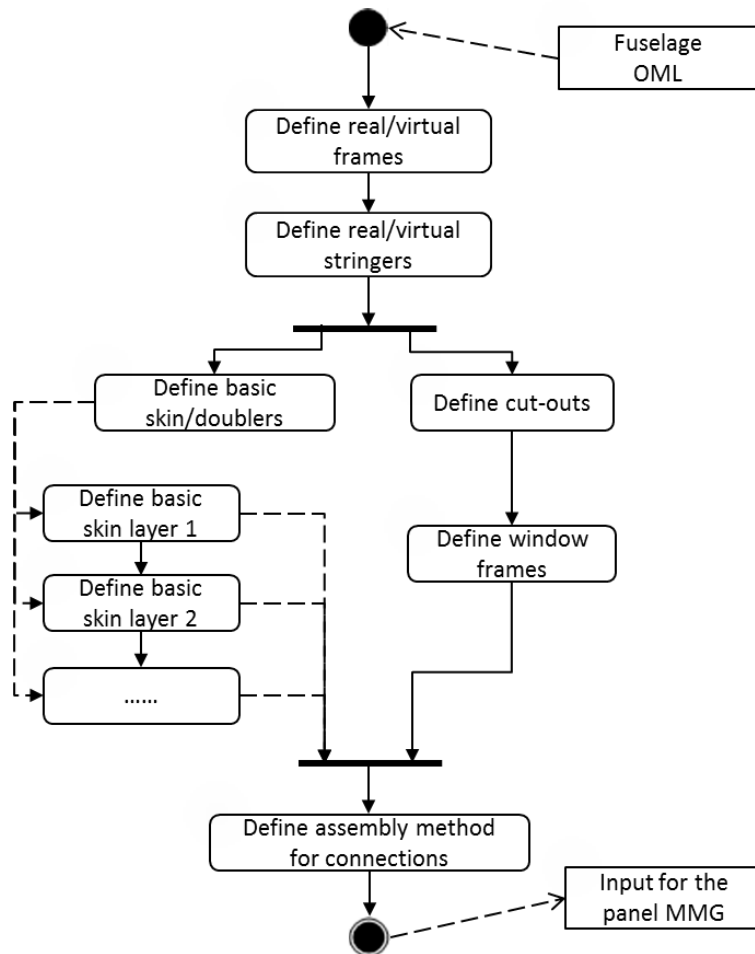 Fuselage
OML
Define real/virtual
frames
Define real/virtual
stringers
Define basic
skin/doublers
Define cut-outs
Define basic
skin layer 1
Define window
frames
Define basic
skin layer 2
......
Define assembly method
for connections
Input for the
panel MMG